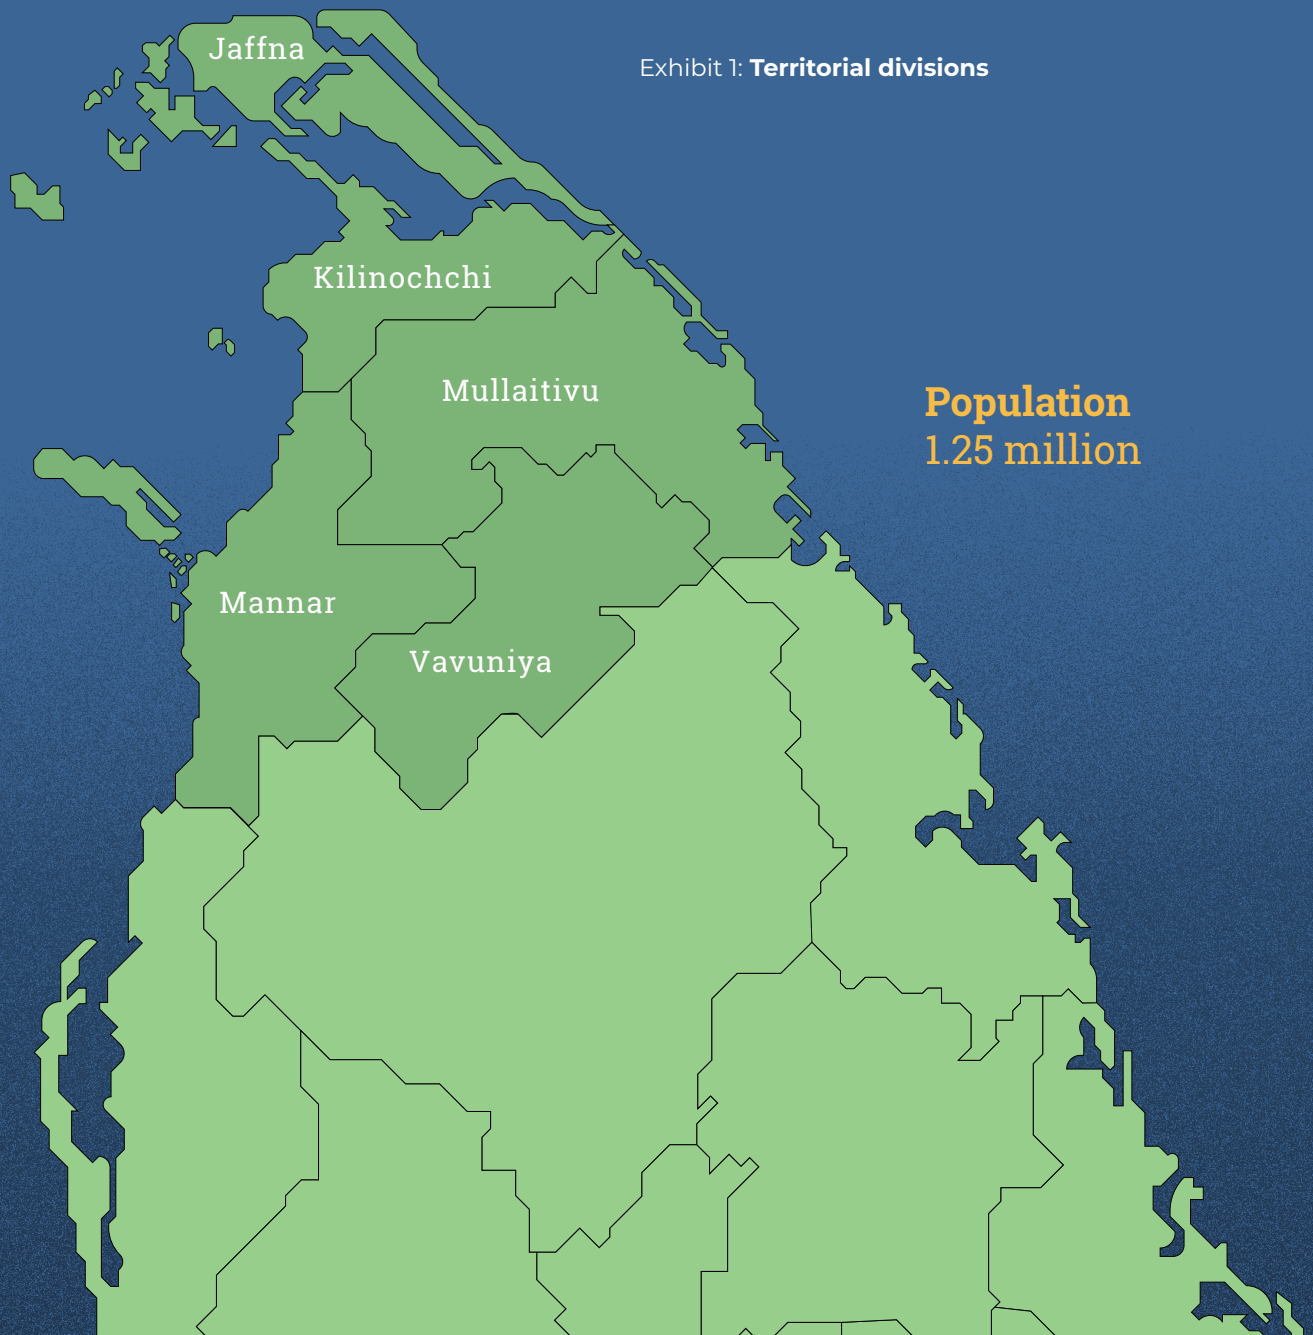 Jaffna
Exhibit 1: Territorial divisions
Kilinochchi
Mullaitivu
Population
1.25 million
Mannar
Vavuniya